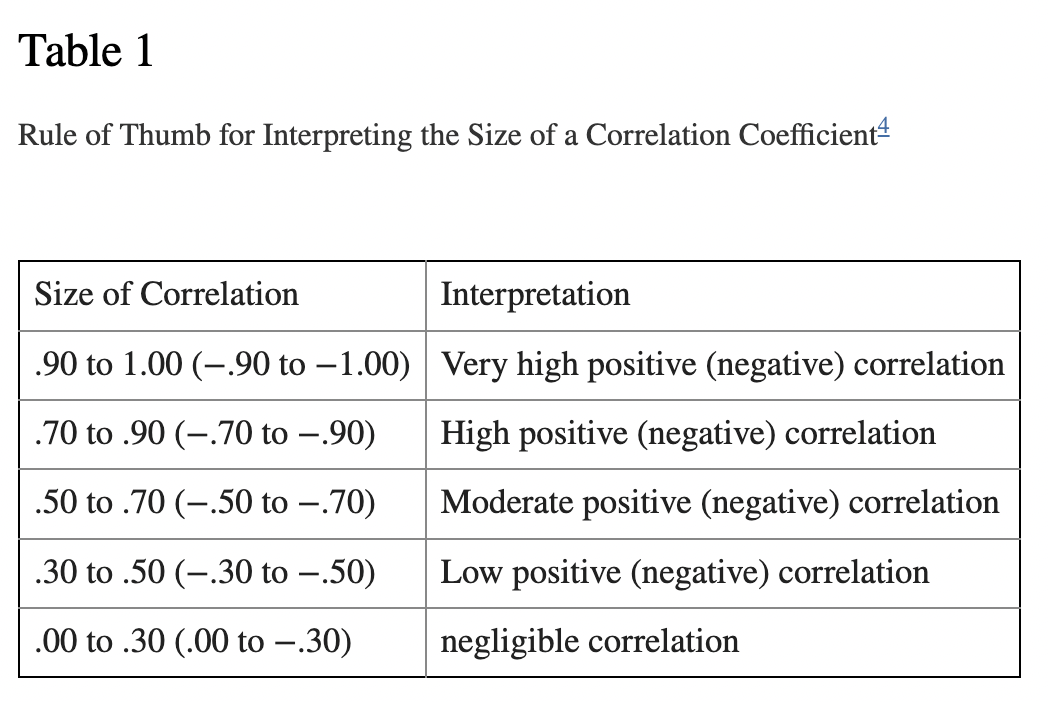 Table 1
Rule of Thumb for Interpreting the Size of a Correlation Coefficient4
Size of Correlation Interpretation
.90 to 1.00 (−.90 to −1.00) Very high positive (negative) correlation
.70 to .90 (−.70 to −.90) High positive (negative) correlation
.50 to .70 (−.50 to −.70) Moderate positive (negative) correlation
.30 to .50 (−.30 to −.50) Low positive (negative) correlation
.00 to .30 (.00 to −.30) negligible correlation